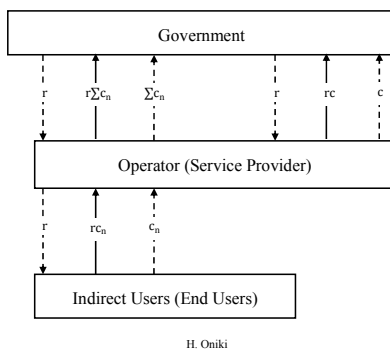 Government
r r∑cₙ ∑cₙ r rc c
Operator (Service Provider)
r rcₙ cₙ
Indirect Users (End Users)
H. Oniki